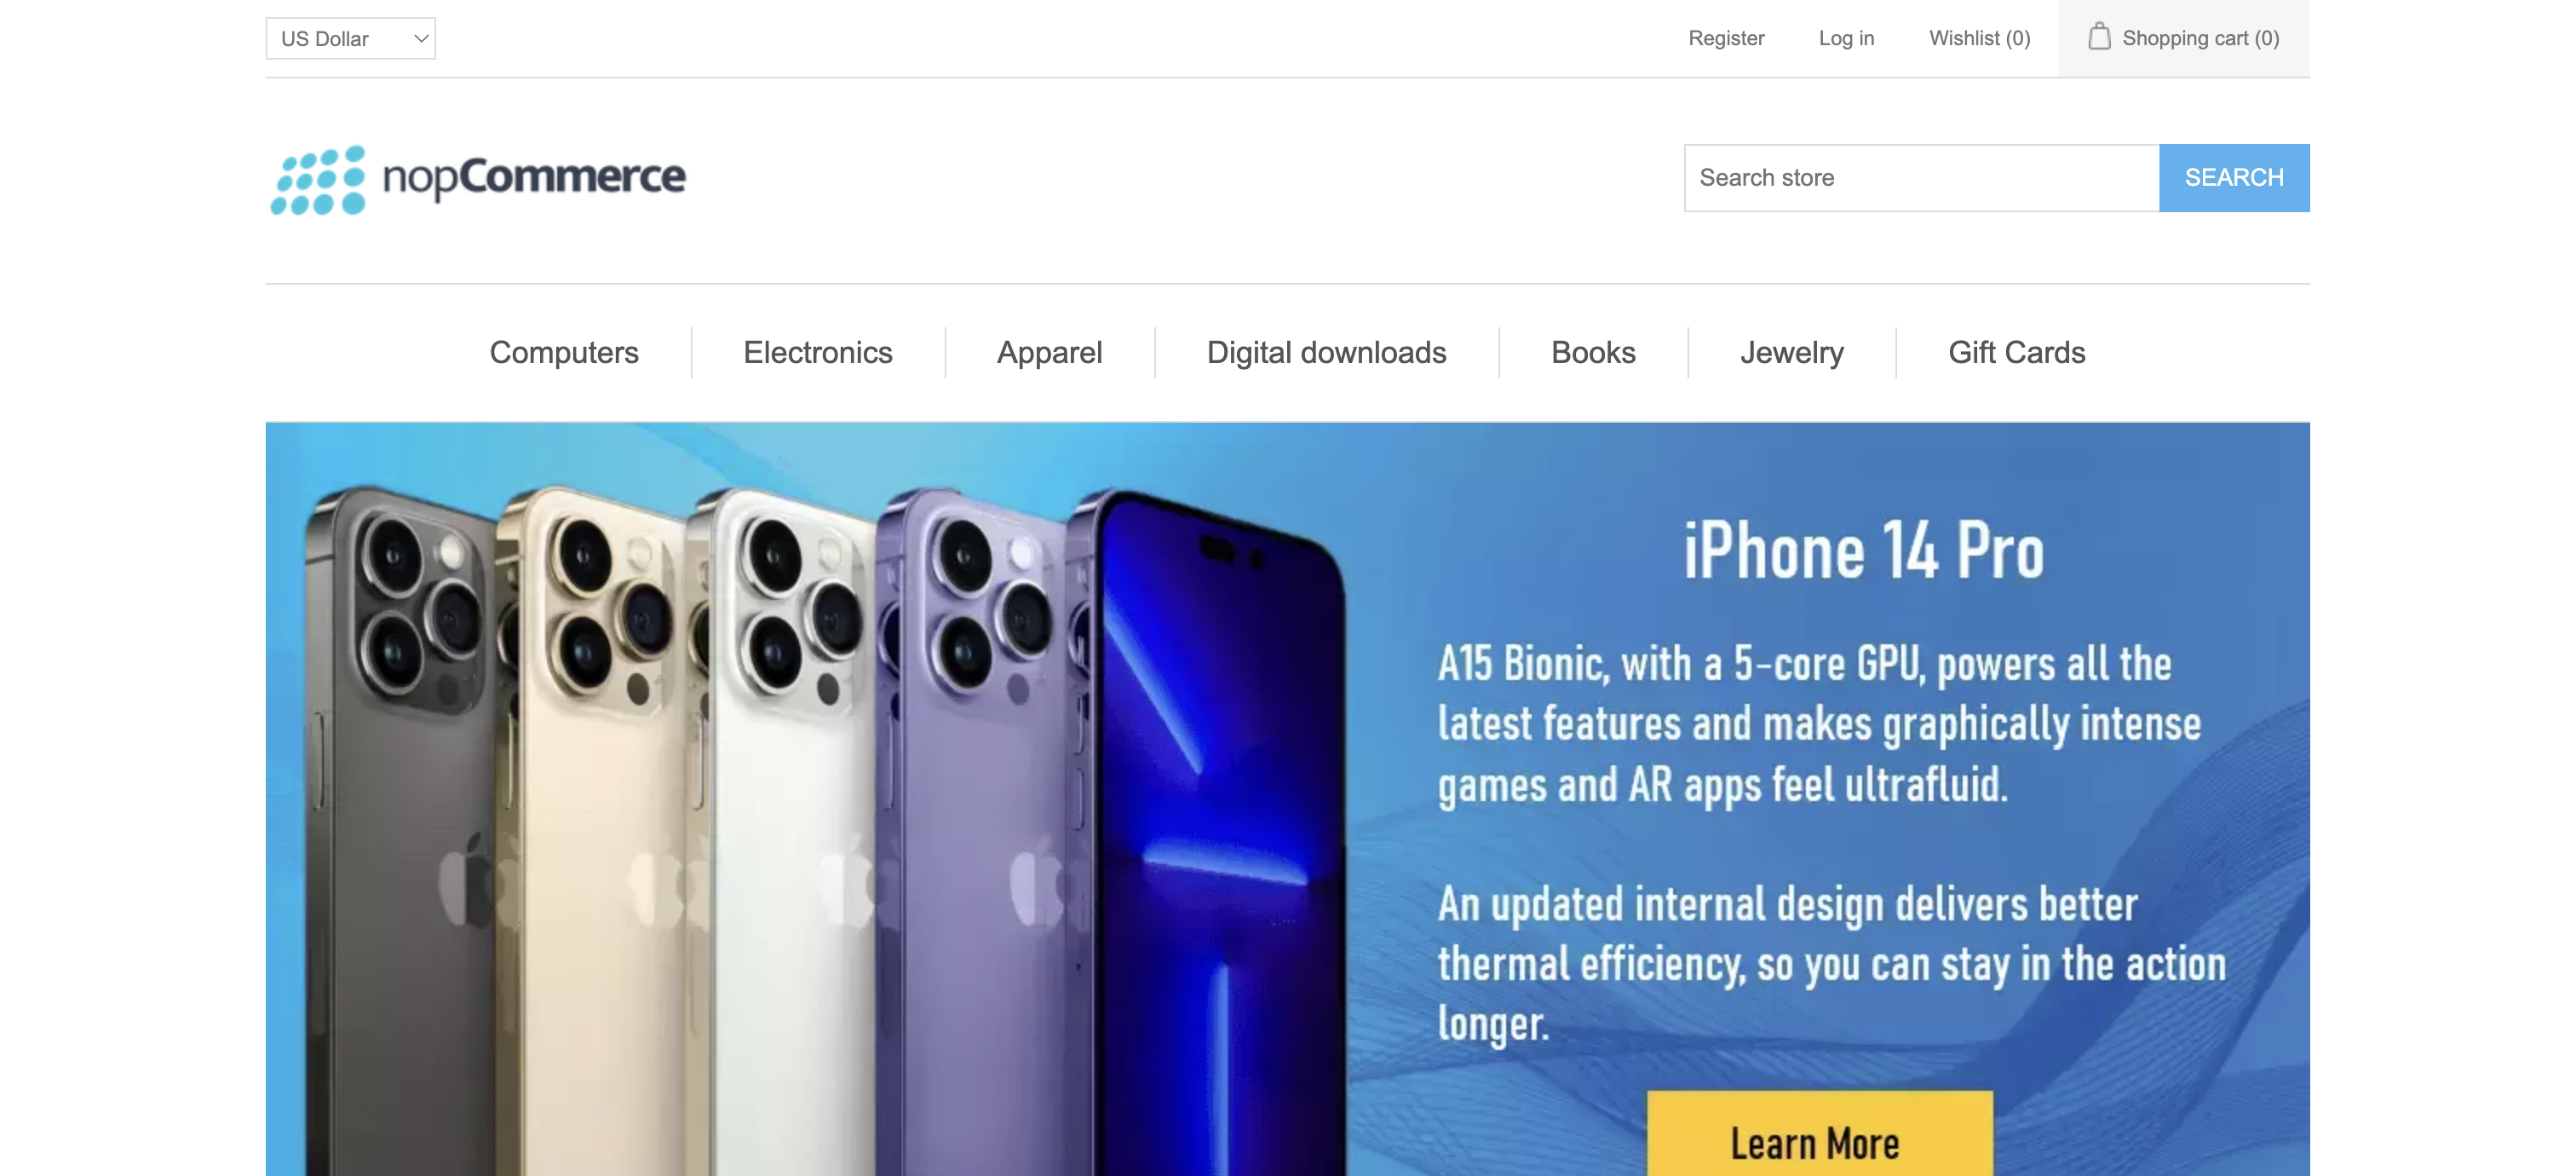 US Dollar
Register
Log in
Wishlist (0)
Shopping cart (0)
nopCommerce
Search store
SEARCH
Computers
Electronics
Apparel
Digital downloads
Books
Jewelry
Gift Cards
iPhone 14 Pro
A15 Bionic, with a 5-core GPU, powers all the
latest features and makes graphically intense
games and AR apps feel ultrafluid.
An updated internal design delivers better
thermal efficiency, so you can stay in the action
longer.
Learn More